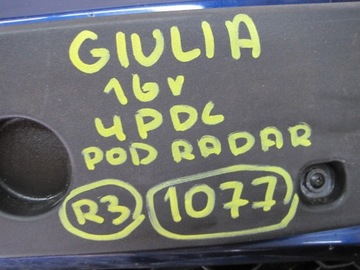 GIULIA
16v
4PDC
POD RADAR
R3 1077